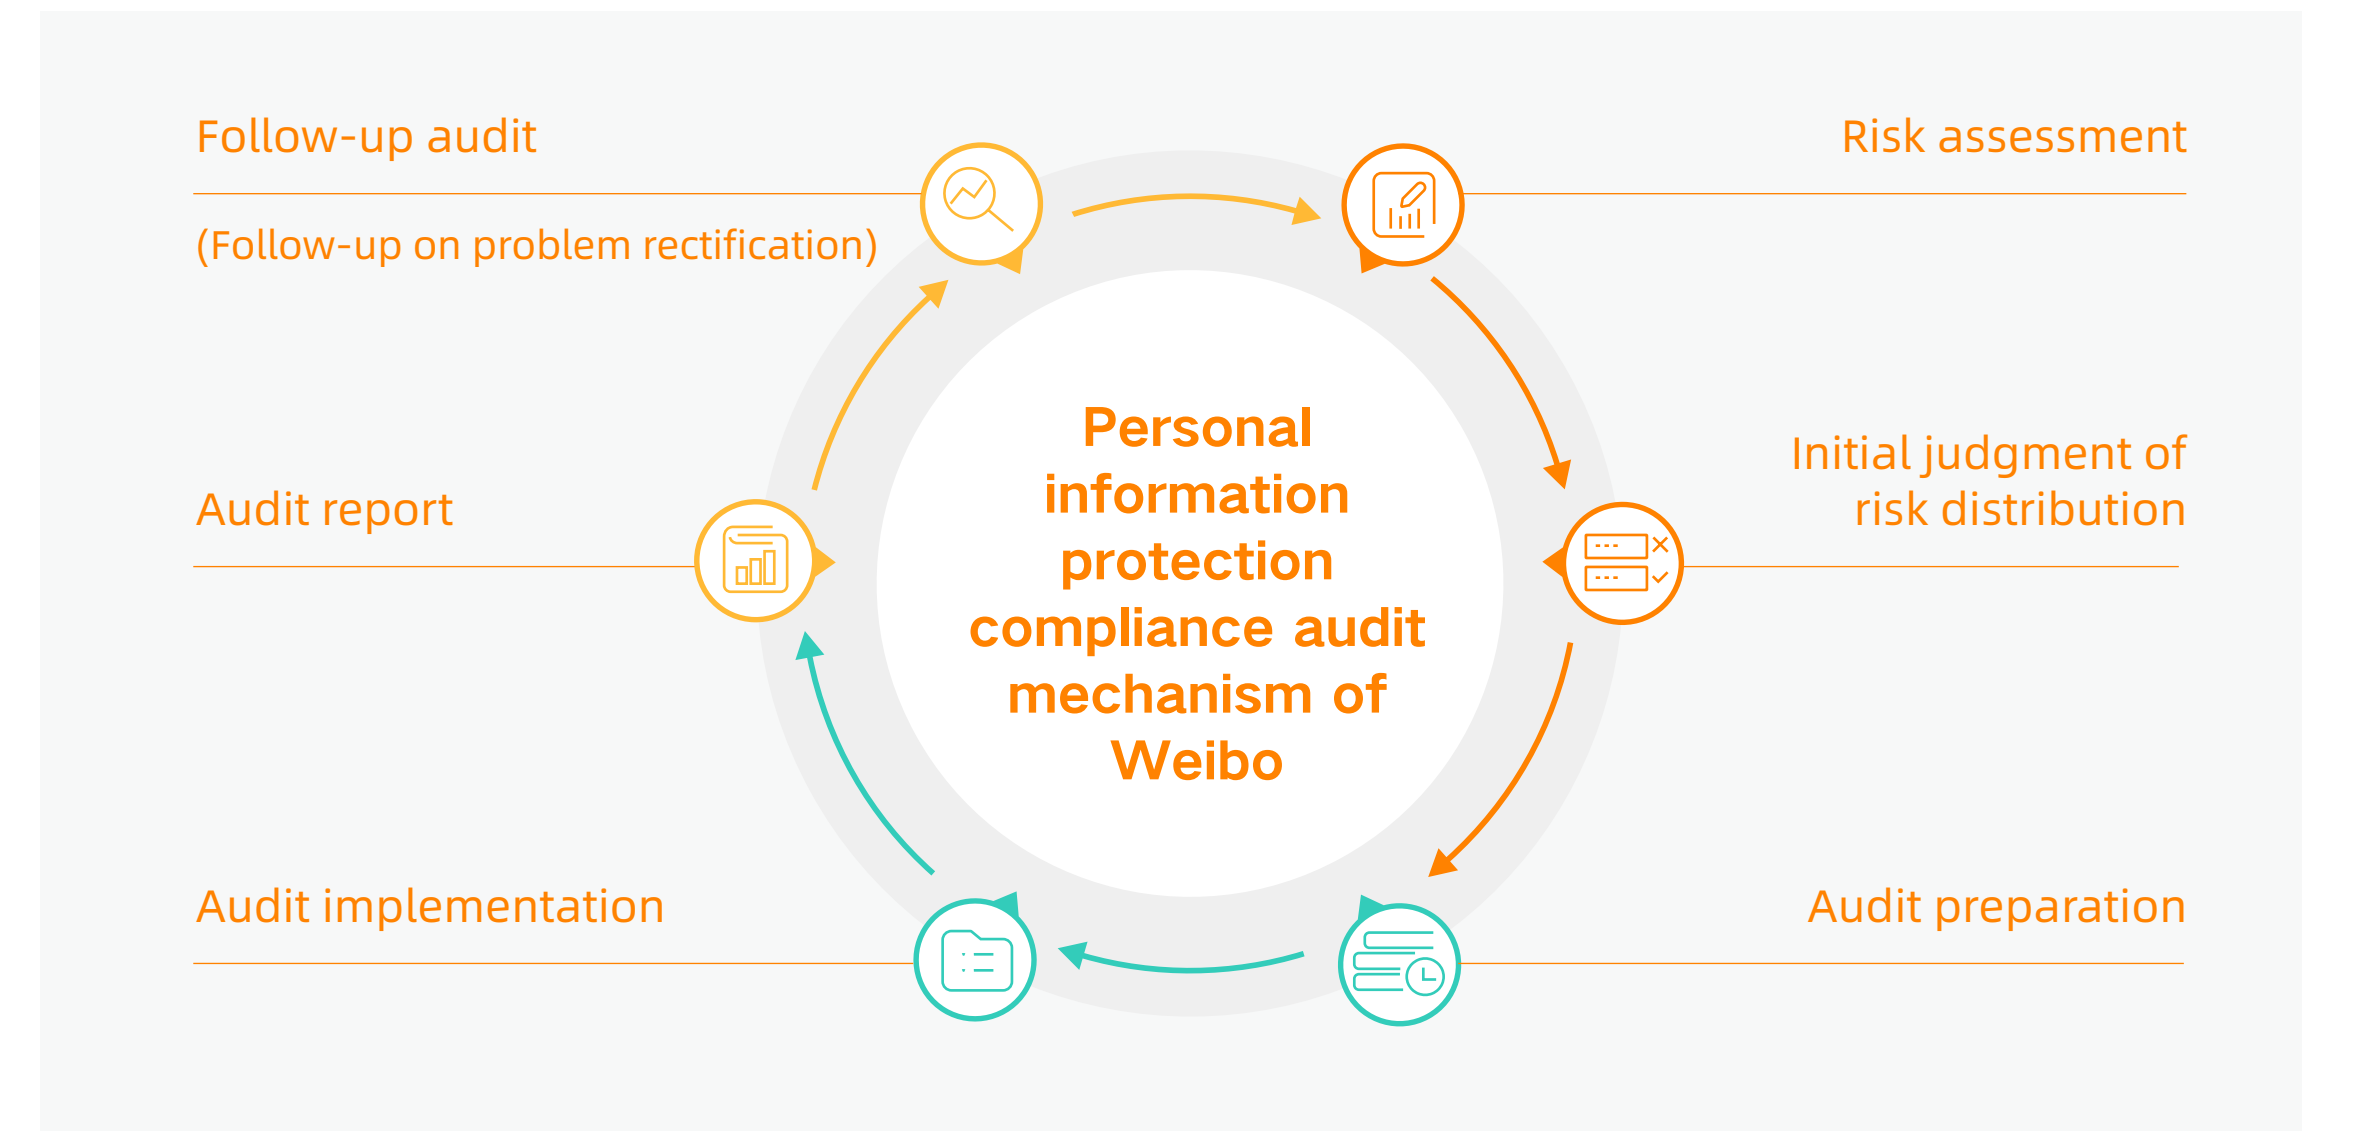 Follow-up audit
(Follow-up on problem rectification)
Audit report
Audit implementation
Personal
information
protection
compliance audit
mechanism of
Weibo
Risk assessment
Initial judgment of
risk distribution
Audit preparation